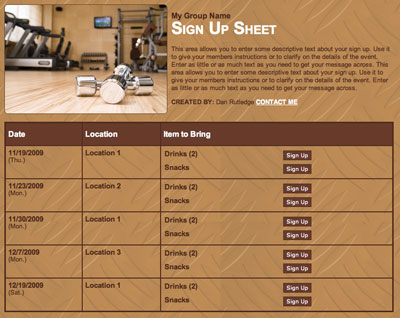 My Group Name
SIGN UP SHEET
This area allows you to enter some descriptive text about your sign up. Use it
to give your members instructions or to clarify on the details of the event.
Enter as little or as much text as you need to get your message across. This
area allows you to enter some descriptive text about your sign up. Use it to
give your members instructions or to clarify on the details of the event.
Enter as little or as much text as you need to get your message across.
CREATED BY: Dan Rutledge CONTACT ME
Date Location Item to Bring
11/19/2009 Location 1 Drinks (2) Sign Up
(Thu.)
Snacks Sign Up
11/23/2009 Location 2 Drinks (2) Sign Up
(Mon.)
Snacks Sign Up
11/30/2009 Location 1 Drinks (2) Sign Up
(Mon.)
Snacks Sign Up
12/7/2009 Location 3 Drinks (2) Sign Up
(Mon.)
Snacks Sign Up
12/19/2009 Location 1 Drinks (2) Sign Up
(Sat.)
Snacks Sign Up